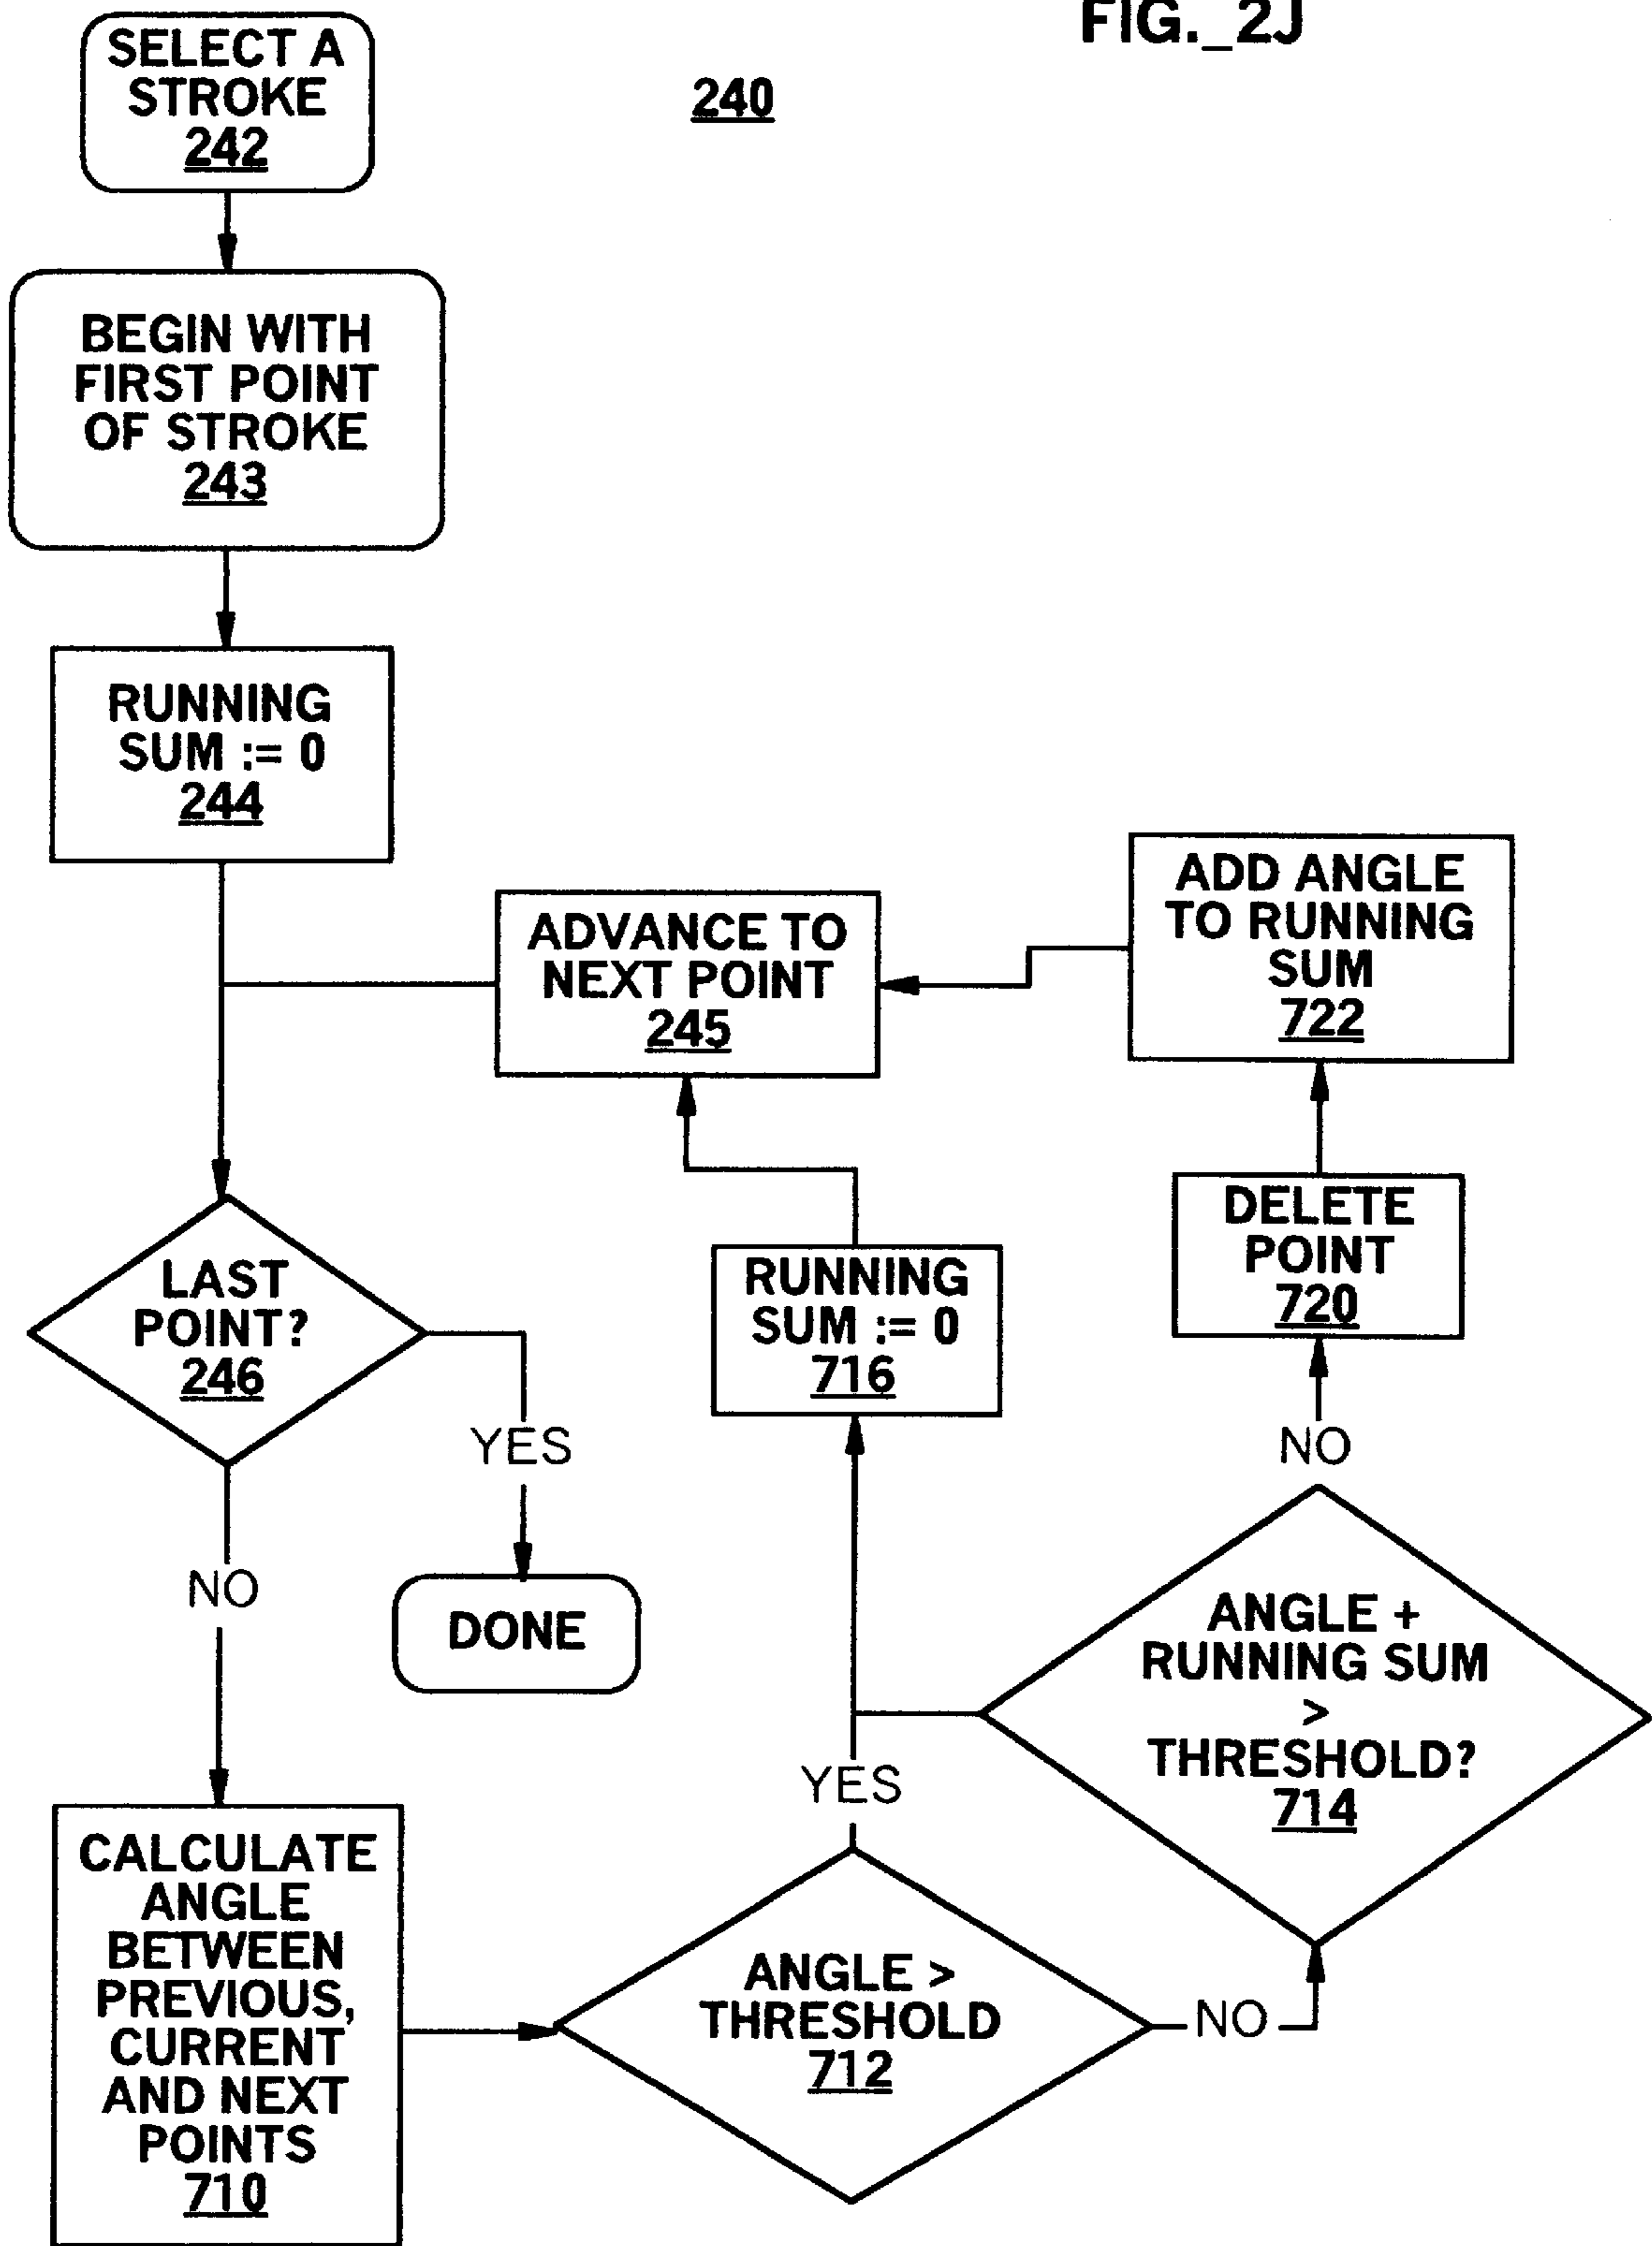 FIG._2J
240
SELECT A
STROKE
242
BEGIN WITH
FIRST POINT
OF STROKE
243
RUNNING
SUM := 0
244
ADVANCE TO
NEXT POINT
245
ADD ANGLE
TO RUNNING
SUM
722
LAST
POINT?
246
YES
DONE
NO
RUNNING
SUM := 0
716
DELETE
POINT
720
NO
ANGLE +
RUNNING SUM
>
THRESHOLD?
714
YES
CALCULATE
ANGLE
BETWEEN
PREVIOUS,
CURRENT
AND NEXT
POINTS
710
ANGLE >
THRESHOLD
712
NO